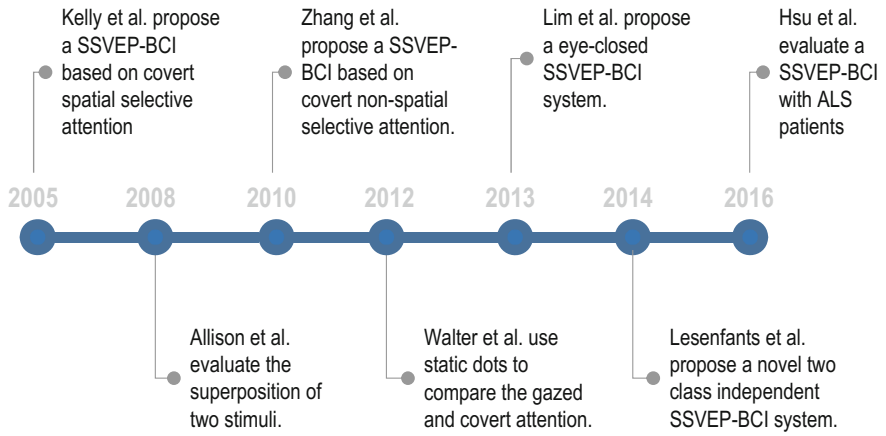 Kelly et al. propose
a SSVEP-BCI
based on covert
spatial selective
attention
Zhang et al.
propose a SSVEP-
BCI based on
covert non-spatial
selective attention.
Lim et al. propose
a eye-closed
SSVEP-BCI
system.
Hsu et al.
evaluate a
SSVEP-BCI
with ALS
patients
2005 2008 2010 2012 2013 2014 2016
Allison et al.
evaluate the
superposition of
two stimuli.
Walter et al. use
static dots to
compare the gazed
and covert attention.
Lesenfants et al.
propose a novel two
class independent
SSVEP-BCI system.